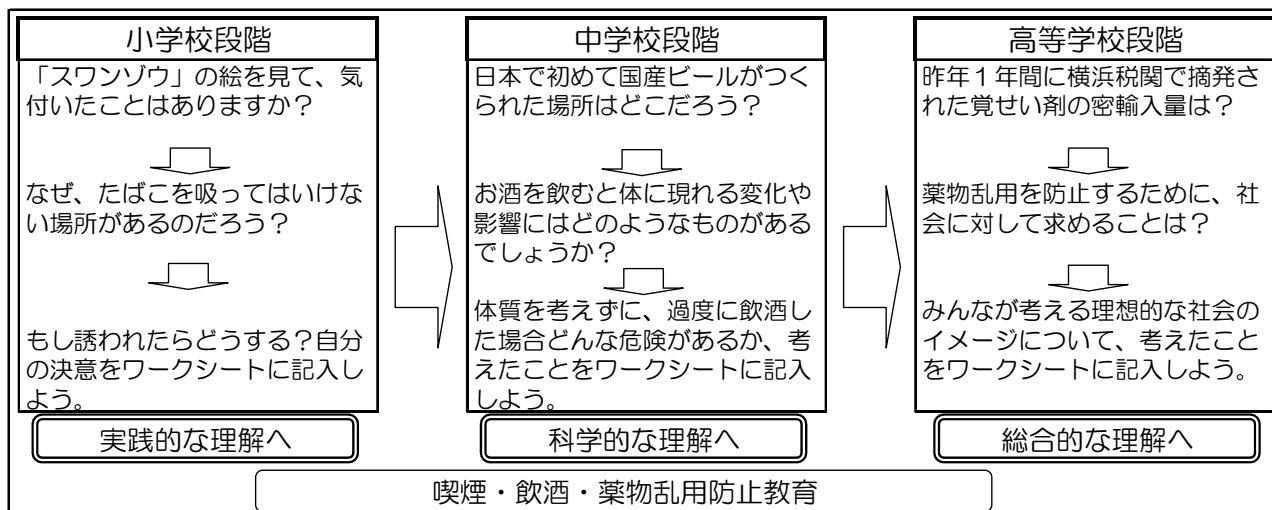 小学校段階
「スワンゾウ」の絵を見て、気
付いたことはありますか？
なぜ、たばこを吸ってはいけな
い場所があるのだろう？
もし誘われたらどうする？自分
の決意をワークシートに記入し
よう。
実践的な理解へ
中学校段階
日本で初めて国産ビールがつく
られた場所はどこだろう？
お酒を飲むと体に現れる変化や
影響にはどのようなものがある
でしょうか？
体質を考えずに、過度に飲酒し
た場合どんな危険があるか、考
えたことをワークシートに記入
しよう。
科学的な理解へ
高等学校段階
昨年１年間に横浜税関で摘発さ
れた覚せい剤の密輸入量は？
薬物乱用を防止するために、社
会に対して求めることは？
みんなが考える理想的な社会の
イメージについて、考えたこと
をワークシートに記入しよう。
総合的な理解へ
喫煙・飲酒・薬物乱用防止教育